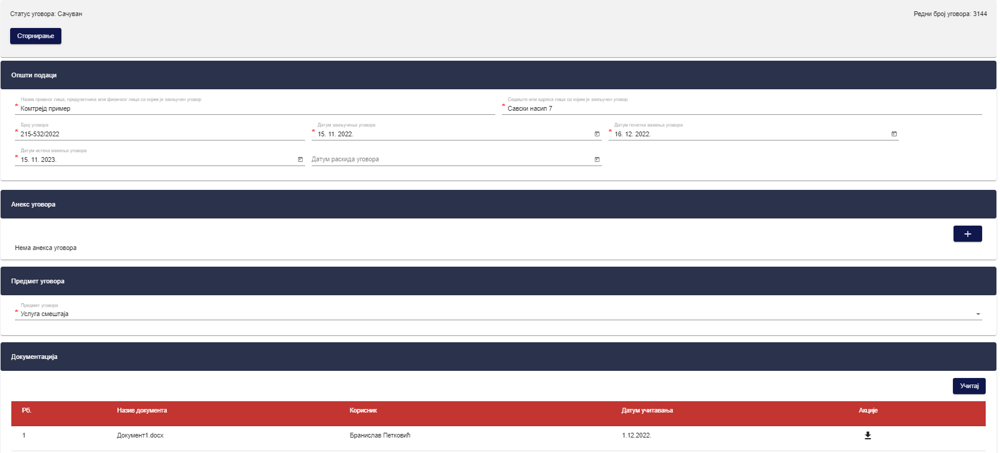 Статус уговора: Сачуван
Редни број уговора: 3144
Сторнирање
Општи подаци
Назив правног лица, предузетника или физичког лица са којим је закључен уговор
Седиште или адреса лица са којим је закључен уговор
* Комтрејд пример
* Савски насип 7
Број уговора
Датум закључења уговора
Датум почетка важења уговора
* 215-532/2022
* 15. 11. 2022.
* 16. 12. 2022.
Датум истека важења уговора
* 15. 11. 2023.
Датум раскида уговора
Анекс уговора
+
Нема анекса уговора
Предмет уговора
Предмет уговора
* Услуга смештаја
Документација
Учитај
Рб. Назив документа Корисник Датум учитавања Акције
1 Документ1.docx Бранислав Петковић 1.12.2022.